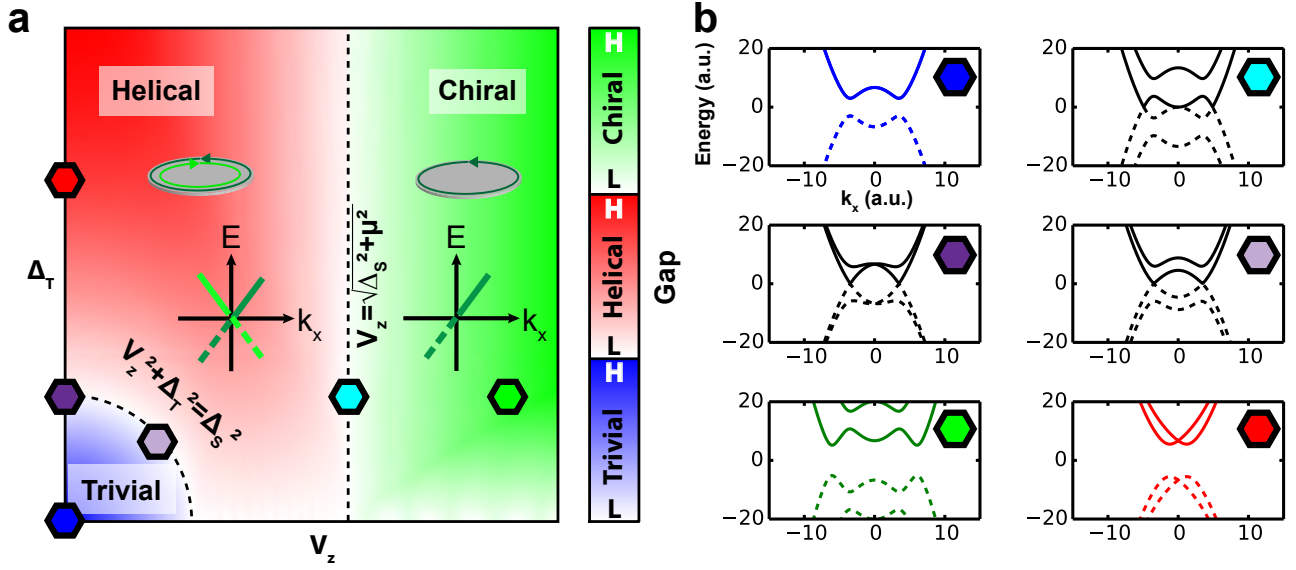 a
Helical
Chiral
E
k_x
E
k_x
V_z=√Δ_S²+μ²
V_z²+Δ_T²=Δ_S²
Δ_T
Trivial
V_z
H
Chiral
L
H
Helical
L
H
Trivial
L
Gap
b
Energy (a.u.)
20
0
−20
−10 0 10
k_x (a.u.)
20
0
−20
−10 0 10
20
0
−20
−10 0 10
20
0
−20
−10 0 10
20
0
−20
−10 0 10
20
0
−20
−10 0 10